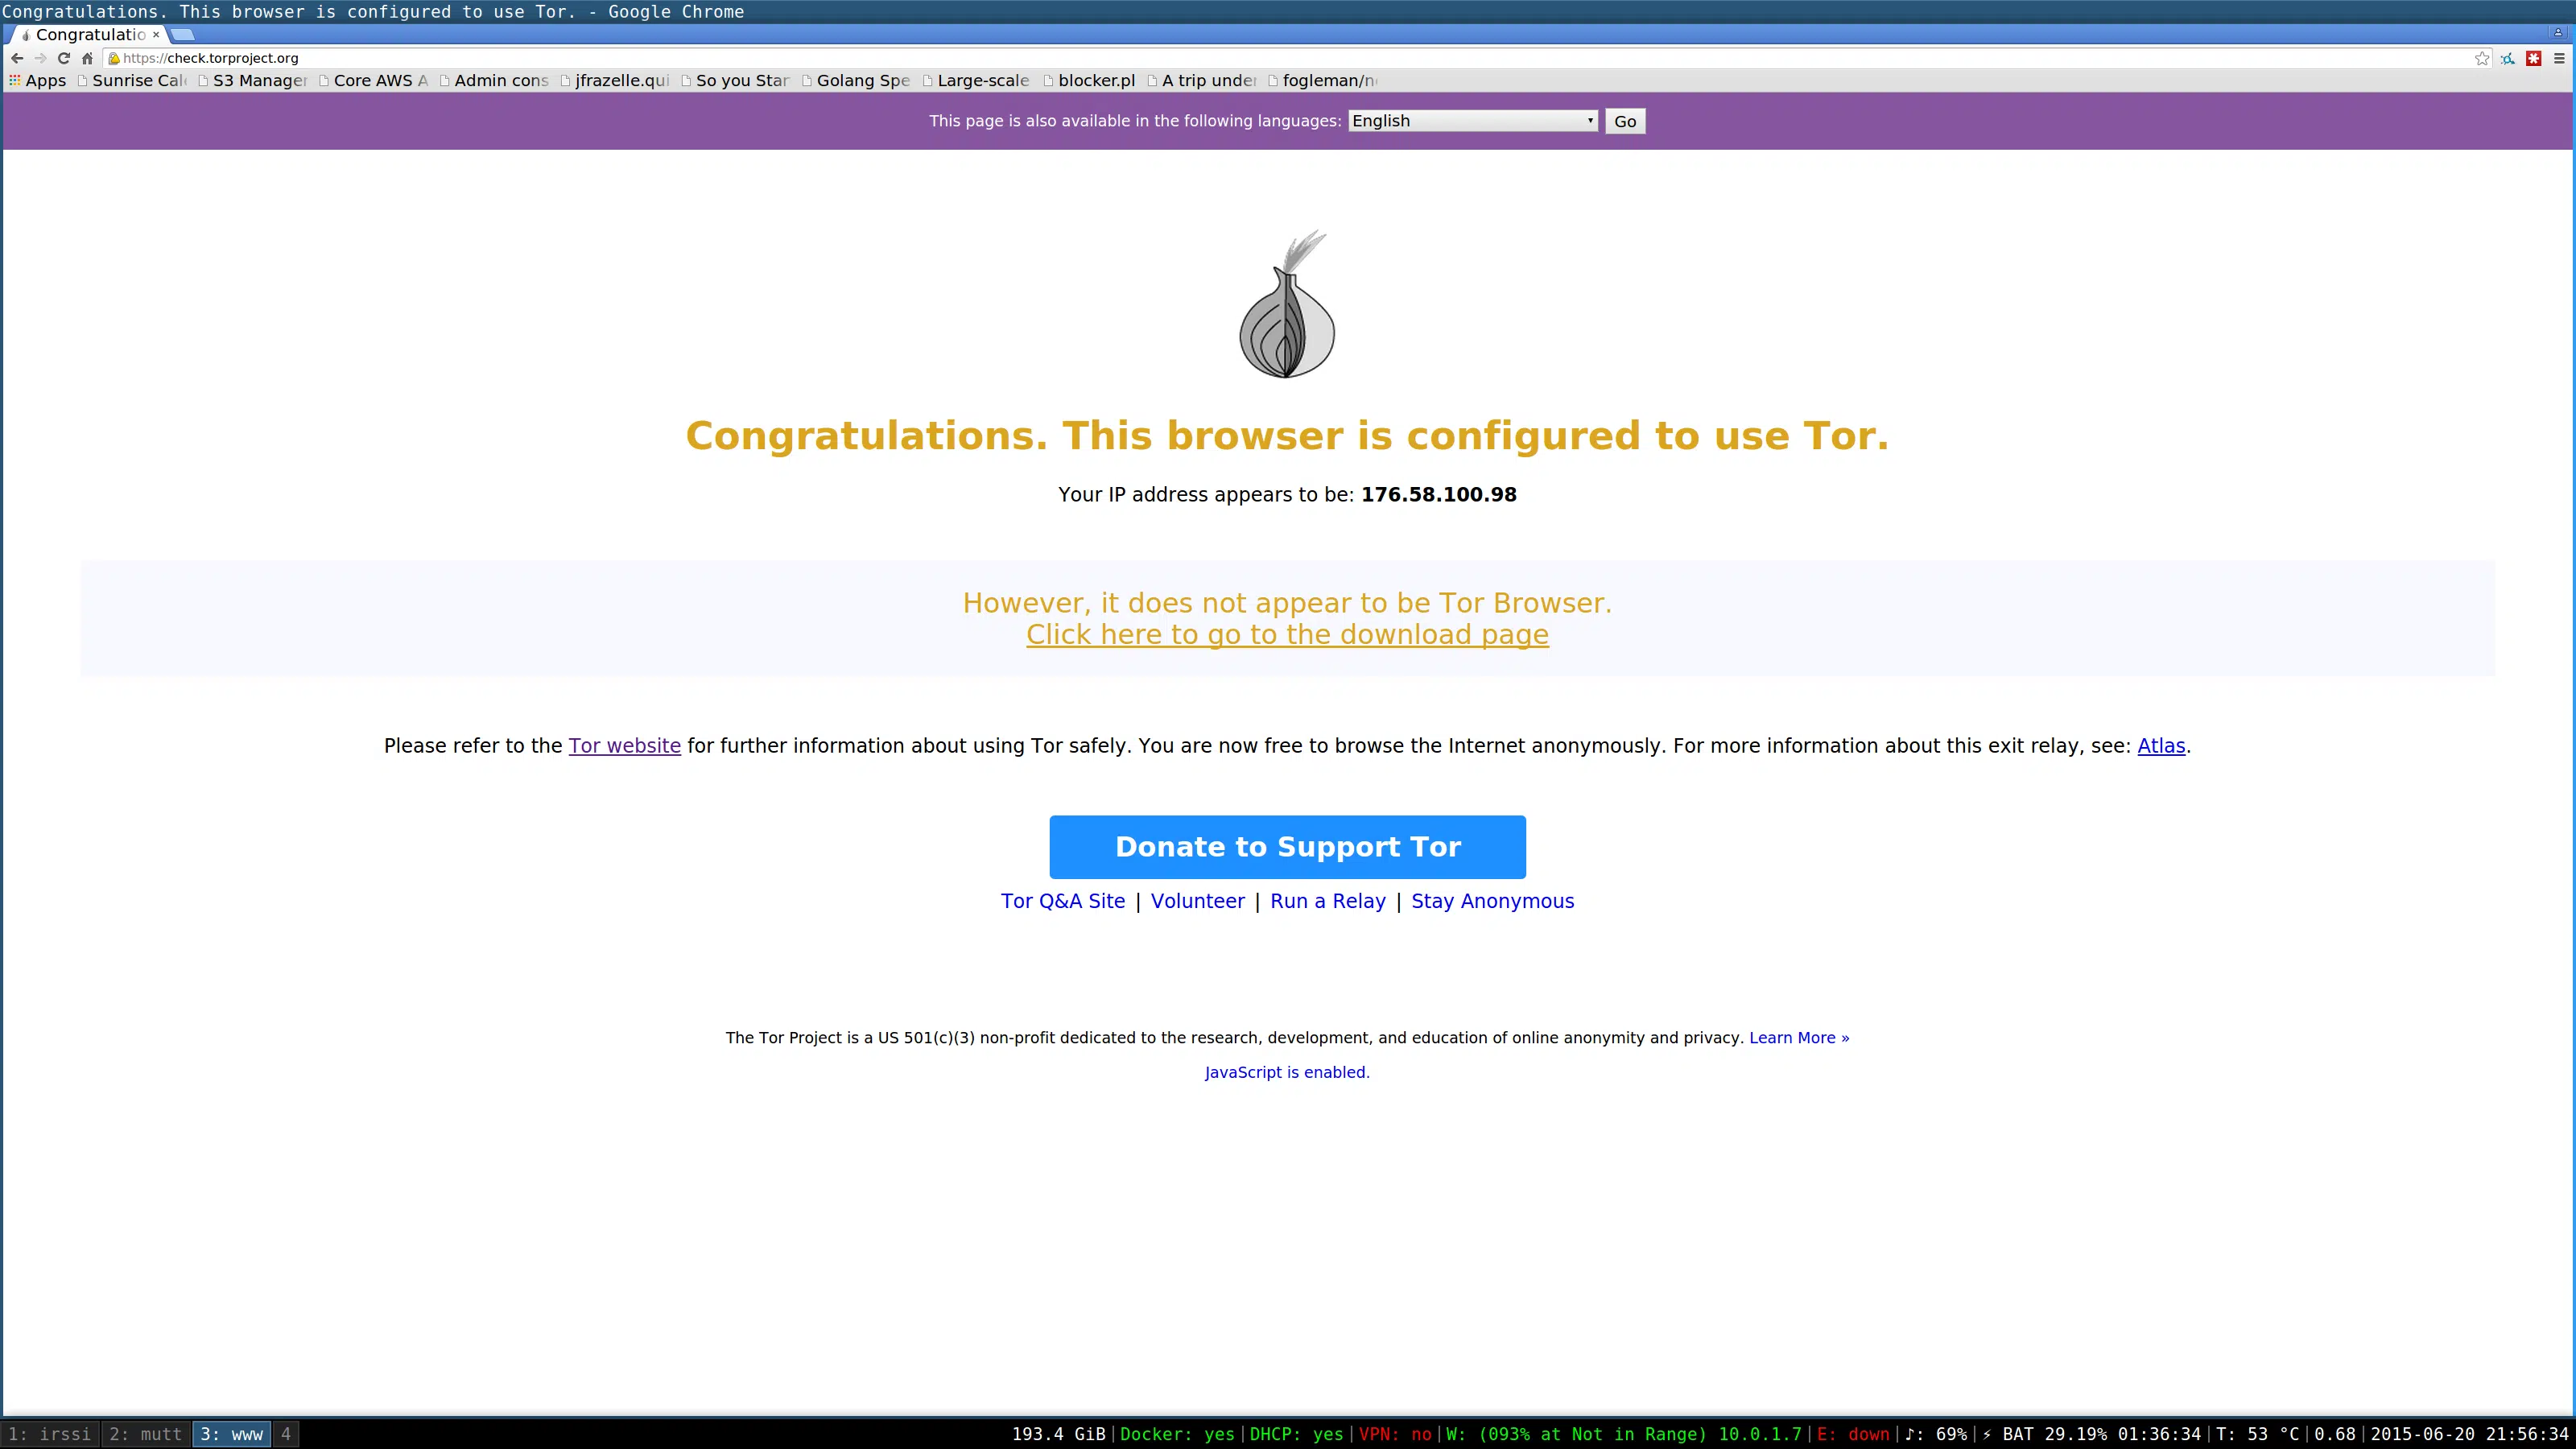 Congratulations. This browser is configured to use Tor. - Google Chrome
Congratulatio
https://check.torproject.org
Apps Sunrise Cal S3 Manager Core AWS A Admin cons jfrazelle.qui So you Star Golang Spe Large-scale blocker.pl A trip under fogleman/n
This page is also available in the following languages: English Go
Congratulations. This browser is configured to use Tor.
Your IP address appears to be: 176.58.100.98
However, it does not appear to be Tor Browser.
Click here to go to the download page
Please refer to the Tor website for further information about using Tor safely. You are now free to browse the Internet anonymously. For more information about this exit relay, see: Atlas.
Donate to Support Tor
Tor Q&A Site | Volunteer | Run a Relay | Stay Anonymous
The Tor Project is a US 501(c)(3) non-profit dedicated to the research, development, and education of online anonymity and privacy. Learn More »
JavaScript is enabled.
1: irssi 2: mutt 3: www 4 193.4 GiB|Docker: yes|DHCP: yes|VPN: no|W: (093% at Not in Range) 10.0.1.7|E: down|♪: 69%|⚡ BAT 29.19% 01:36:34|T: 53 °C|0.68|2015-06-20 21:56:34